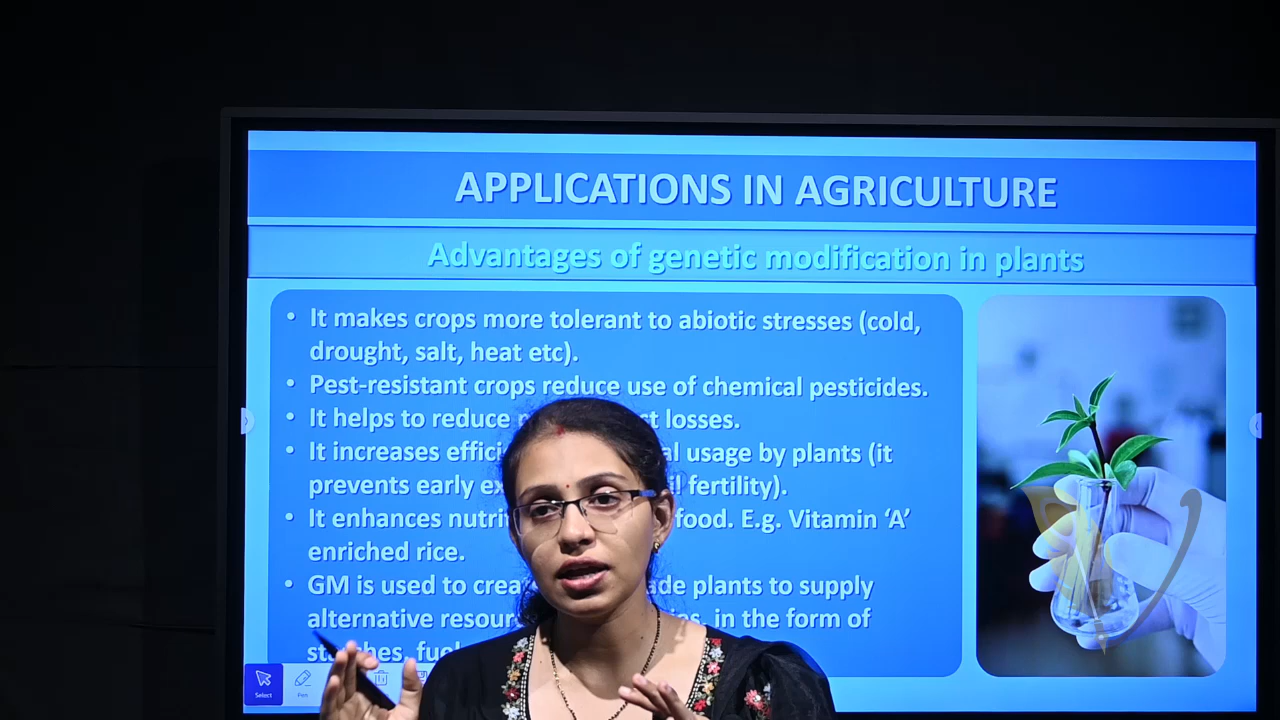 APPLICATIONS IN AGRICULTURE
Advantages of genetic modification in plants
• It makes crops more tolerant to abiotic stresses (cold,
drought, salt, heat etc).
• Pest-resistant crops reduce use of chemical pesticides.
• It helps to reduce losses.
• It increases usage by plants (it
prevents early fertility).
• It enhances food. E.g. Vitamin ‘A’
enriched rice.
• GM is used to plants to supply
alternative in the form of
Select
Pen